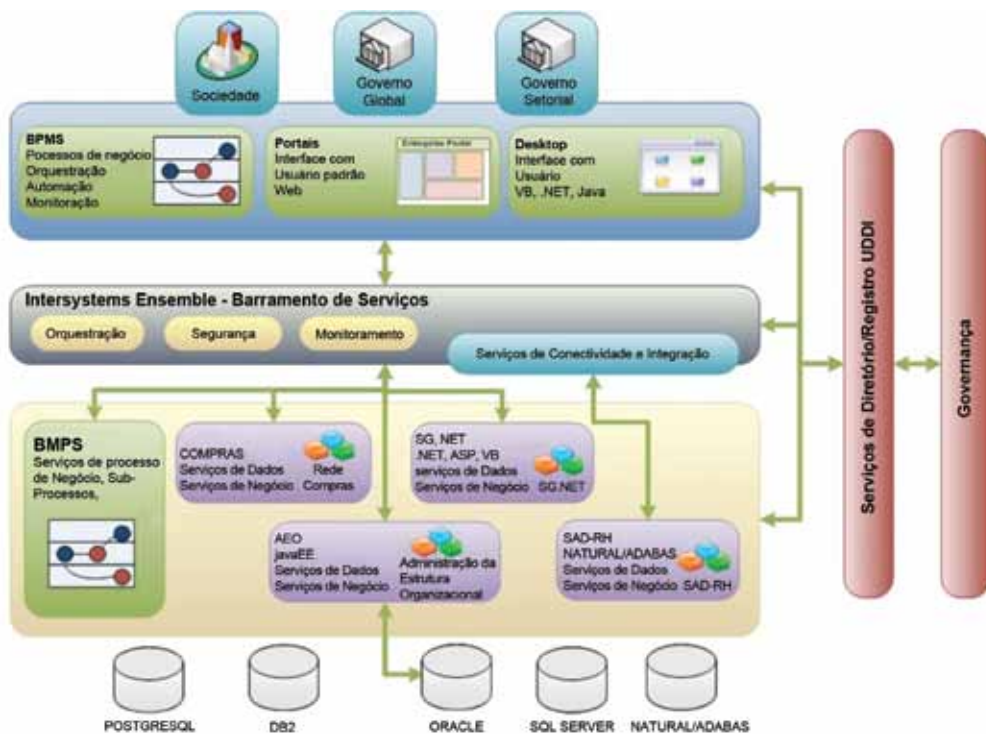 Sociedade
Governo
Global
Governo
Setorial
BPMS
Pocessos de negócio
Orquestração
Automação
Monitoração
Portais
Interface com
Usuário padrão
Web
Enterprise Portal
Desktop
Interface com
Usuário
VB, .NET, Java
Intersystems Ensemble - Barramento de Serviços
Orquestração
Segurança
Monitoramento
Serviços de Conectividade e Integração
BMPS
Serviços de processo
de Negócio, Sub-
Processos,
COMPRAS
Serviços de Dados
Serviços de Negócio
Rede
Compras
SG, NET
.NET, ASP, VB
serviços de Dados
Serviços de Negócio
SG.NET
AEO
javaEE
Serviços de Dados
Serviços de Negócio
Administração da
Estrutura
Organizacional
SAD-RH
NATURAL/ADABAS
Serviços de Dados
Serviços de Negócio
SAD-RH
POSTGRESQL
DB2
ORACLE
SQL SERVER
NATURAL/ADABAS
Serviços de Diretório/Registro UDDI
Governança